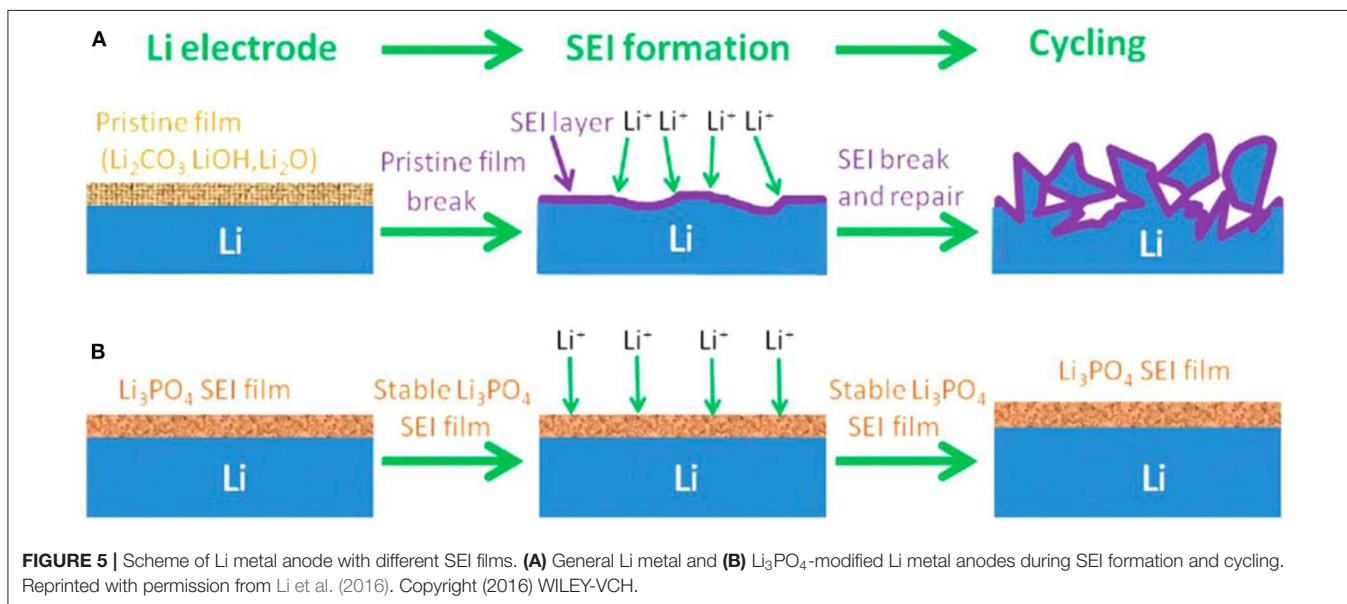 A
Li electrode
SEI formation
Cycling
Pristine film
(Li₂CO₃,LiOH,Li₂O)
Li
Pristine film
break
SEI layer
Li⁺ Li⁺ Li⁺ Li⁺
Li
SEI break
and repair
Li
B
Li₃PO₄ SEI film
Li
Stable Li₃PO₄
SEI film
Li⁺ Li⁺ Li⁺ Li⁺
Li
Stable Li₃PO₄
SEI film
Li₃PO₄ SEI film
Li
FIGURE 5 | Scheme of Li metal anode with different SEI films. (A) General Li metal and (B) Li₃PO₄-modified Li metal anodes during SEI formation and cycling.
Reprinted with permission from Li et al. (2016). Copyright (2016) WILEY-VCH.